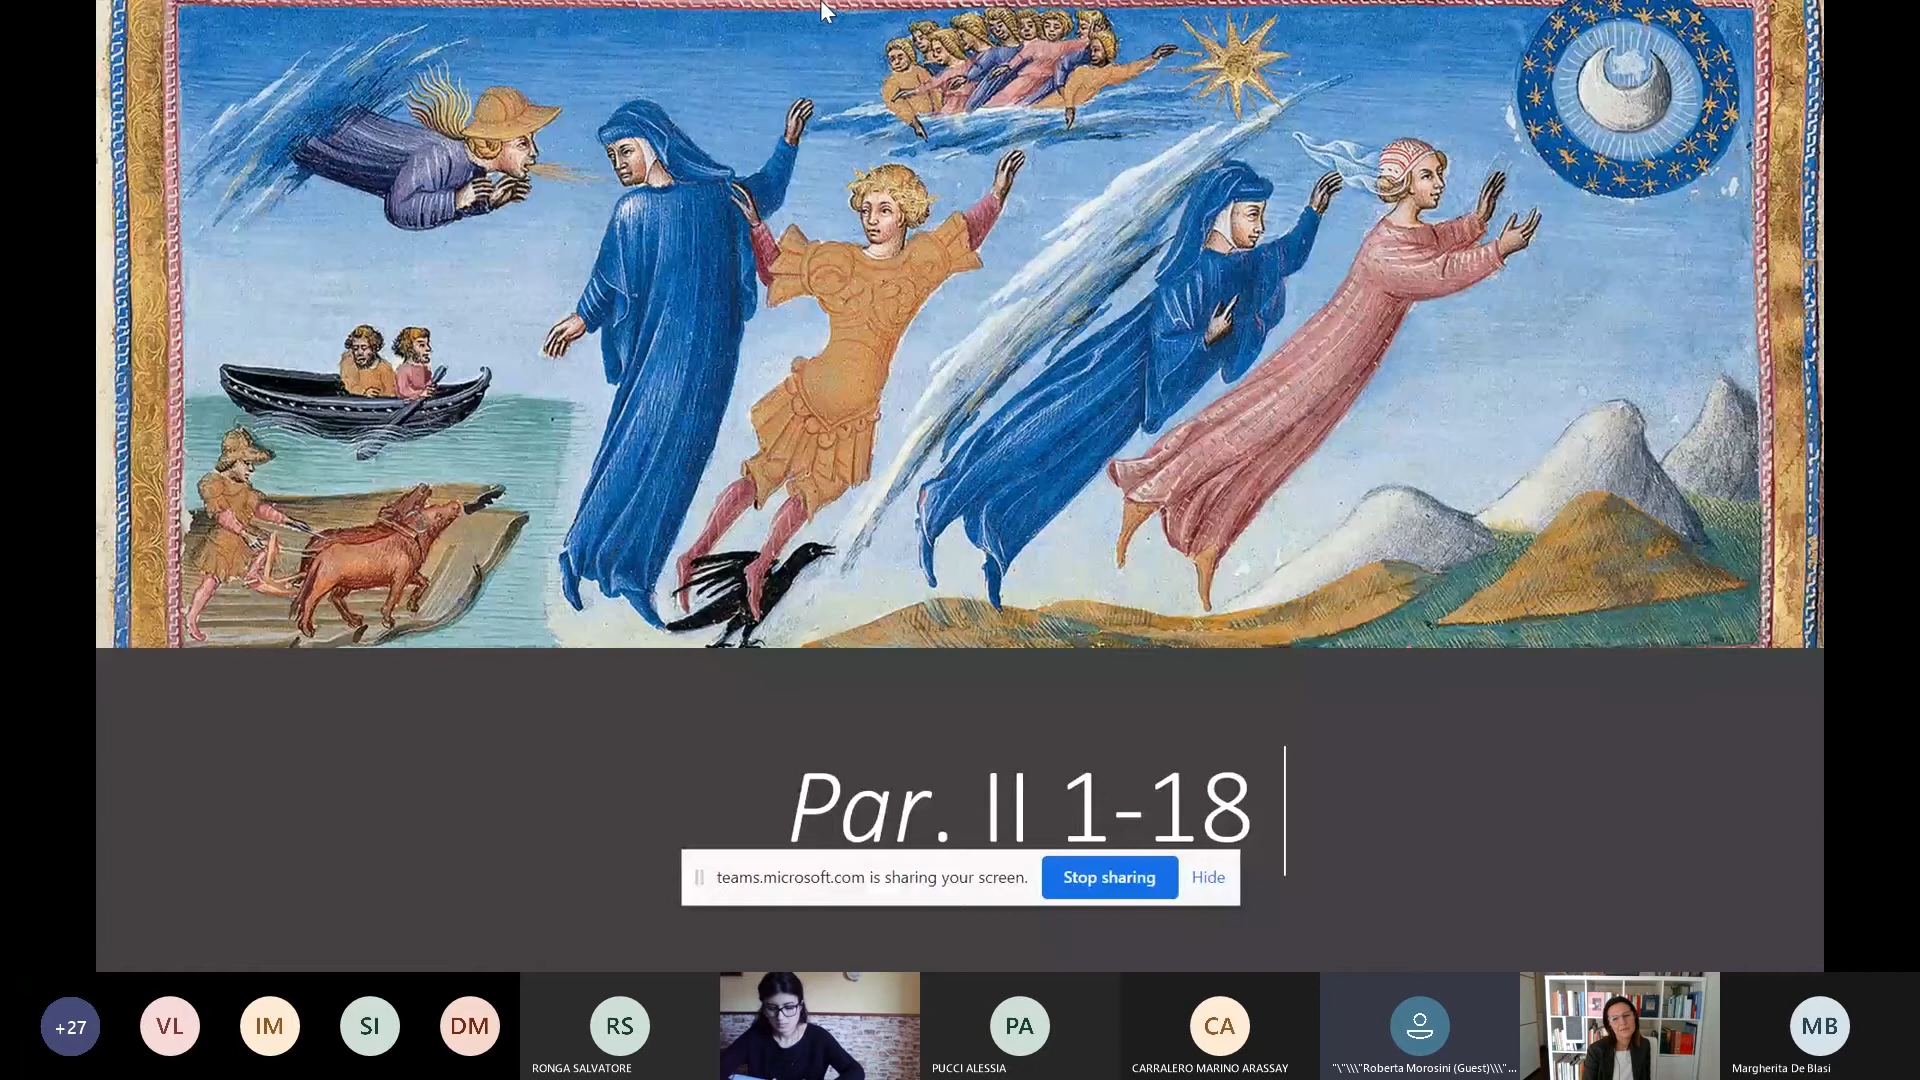 Par. II 1-18
teams.microsoft.com is sharing your screen. Stop sharing Hide
+27 VL IM SI DM RS PA CA MB
RONGA SALVATORE PUCCI ALESSIA CARRALERO MARINO ARASSAY "\"\\\"Roberta Morosini (Guest)\\\" ... Margherita De Blasi